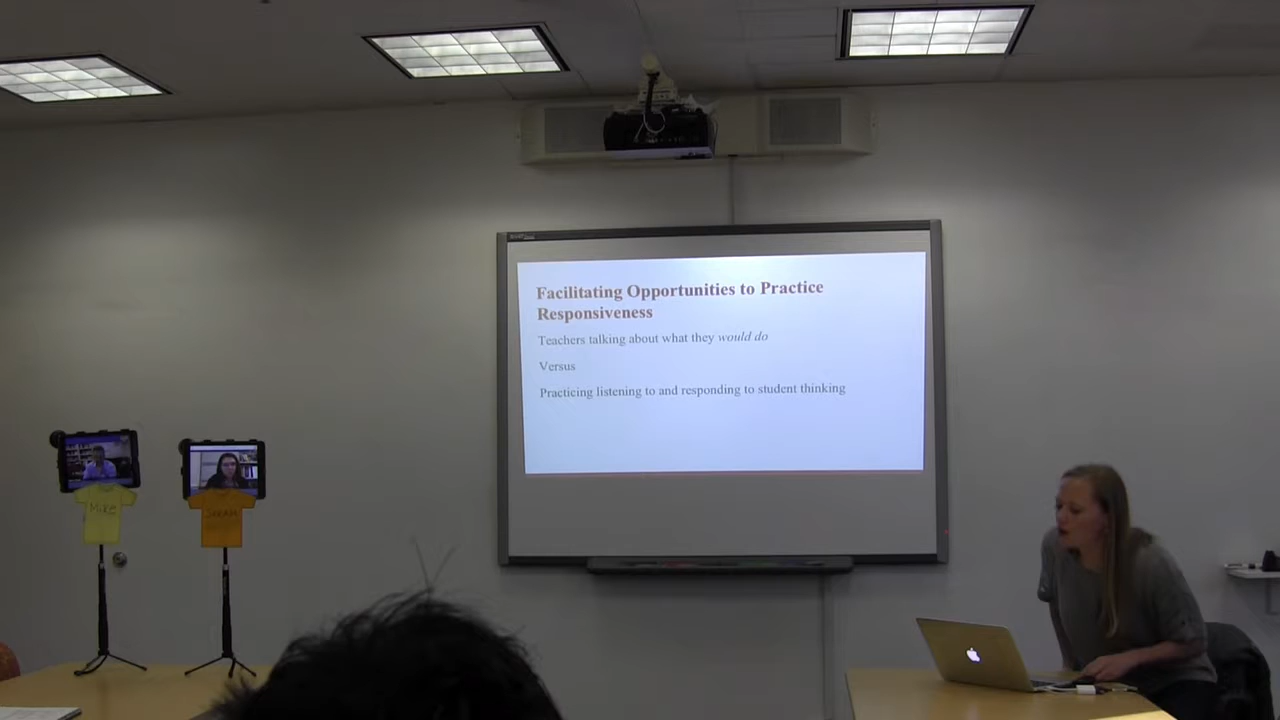 Facilitating Opportunities to Practice
Responsiveness
Teachers talking about what they would do
Versus
Practicing listening to and responding to student thinking
Mike
Sarah